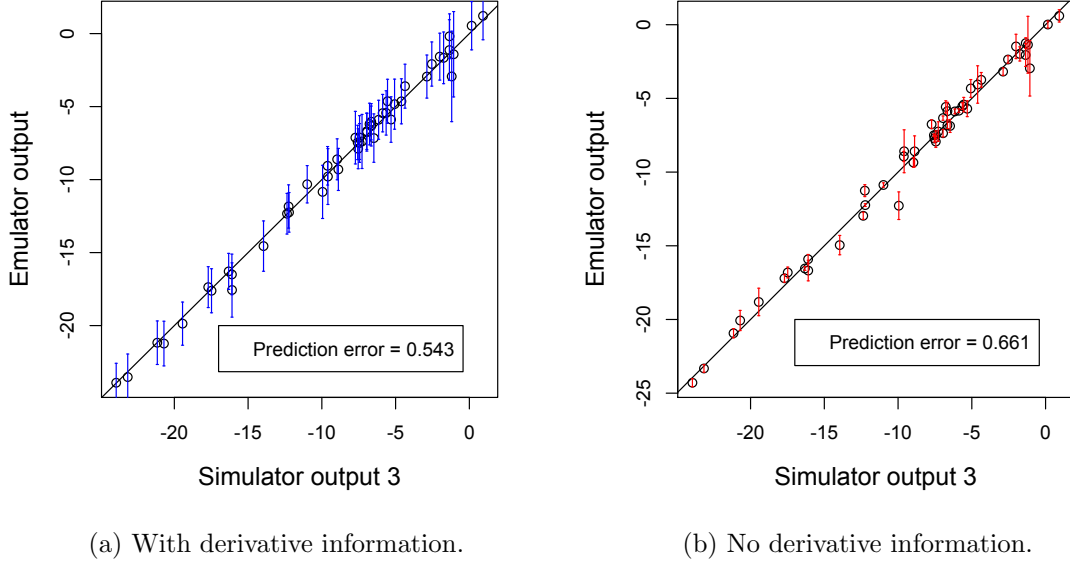 0
-5
-10
-15
-20
Emulator output
Prediction error = 0.543
-20 -15 -10 -5 0
Simulator output 3
(a) With derivative information.
0
-5
-10
-15
-20
-25
Emulator output
Prediction error = 0.661
-20 -15 -10 -5 0
Simulator output 3
(b) No derivative information.